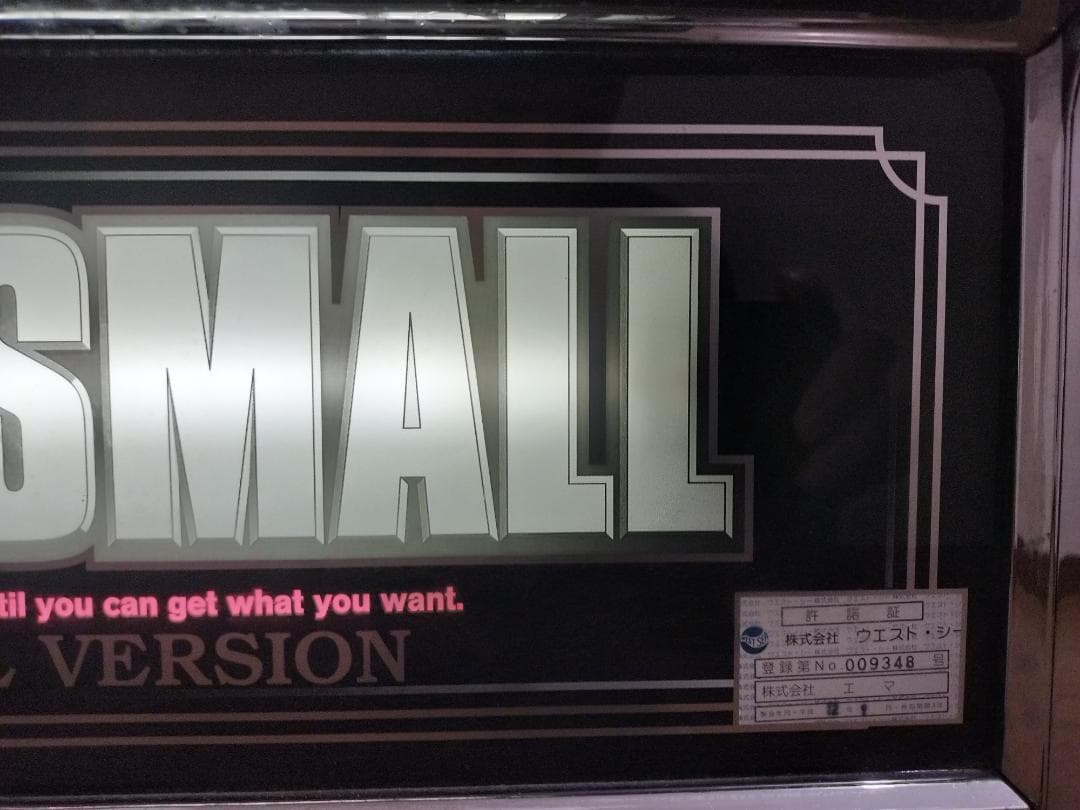 SMALL
til you can get what you want.
VERSION
許諾証
株式会社 ウエスト・シー
登録第No.009348号
株式会社 エマ